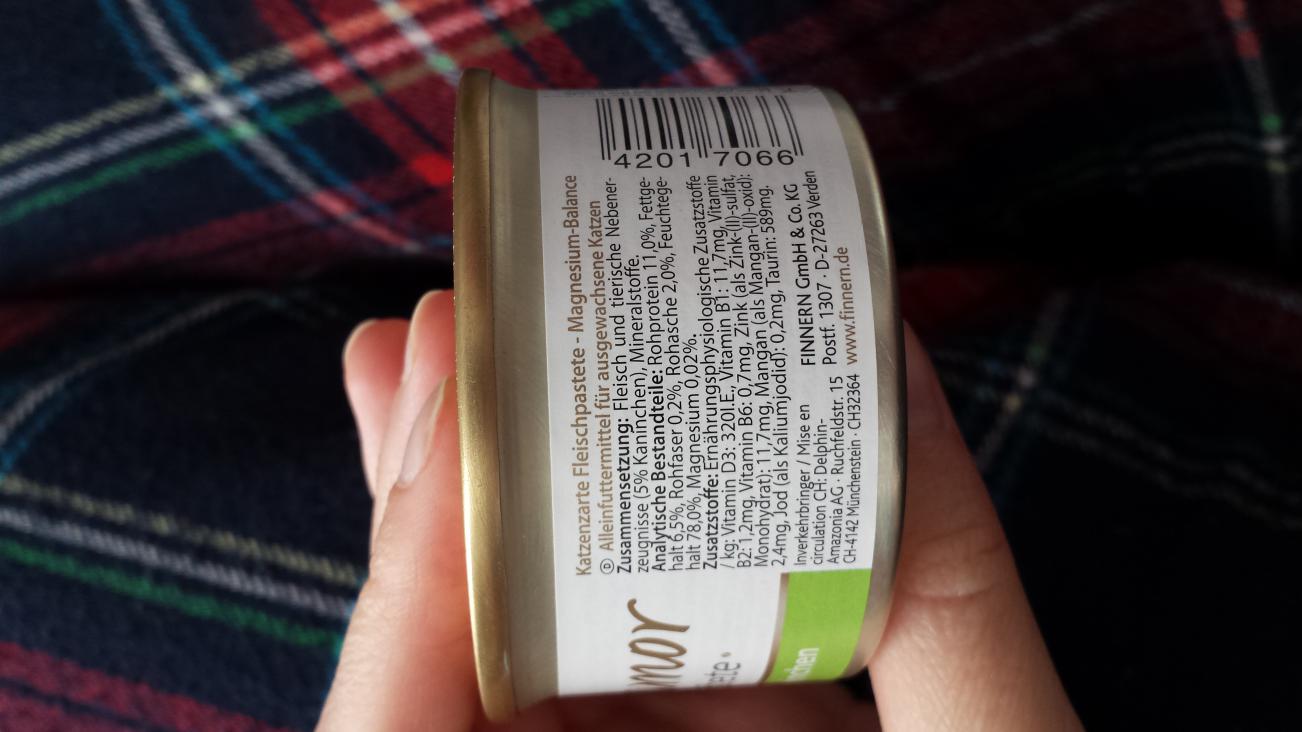 Katzenzarte Fleischpastete - Magnesium-Balance
D Alleinfuttermittel für ausgewachsene Katzen
Zusammensetzung: Fleisch und tierische Nebener-
zeugnisse (5% Kaninchen), Mineralstoffe.
Analytische Bestandteile: Rohprotein 11,0%, Fettge-
halt 6,5%, Rohfaser 0,2%, Rohasche 2,0%, Feuchtege-
halt 78,0%, Magnesium 0,02%.
Zusatzstoffe: Ernährungsphysiologische Zusatzstoffe
/ kg: Vitamin D3: 320I.E., Vitamin B1: 11,7mg, Vitamin
B2: 1,2mg, Vitamin B6: 0,7mg, Zink (als Zink-(II)-sulfat,
Monohydrat): 11,7mg, Mangan (als Mangan-(II)-oxid):
2,4mg, Jod (als Kaliumjodid): 0,2mg, Taurin: 589mg.
Inverkehrbringer / Mise en
circulation CH: Delphin-
Amazonia AG · Ruchfeldstr. 15
CH-4142 Münchenstein · CH32364
FINNERN GmbH & Co. KG
Postf. 1307 · D-27263 Verden
www.finnern.de
4201 7066
mor
ete ·
chen